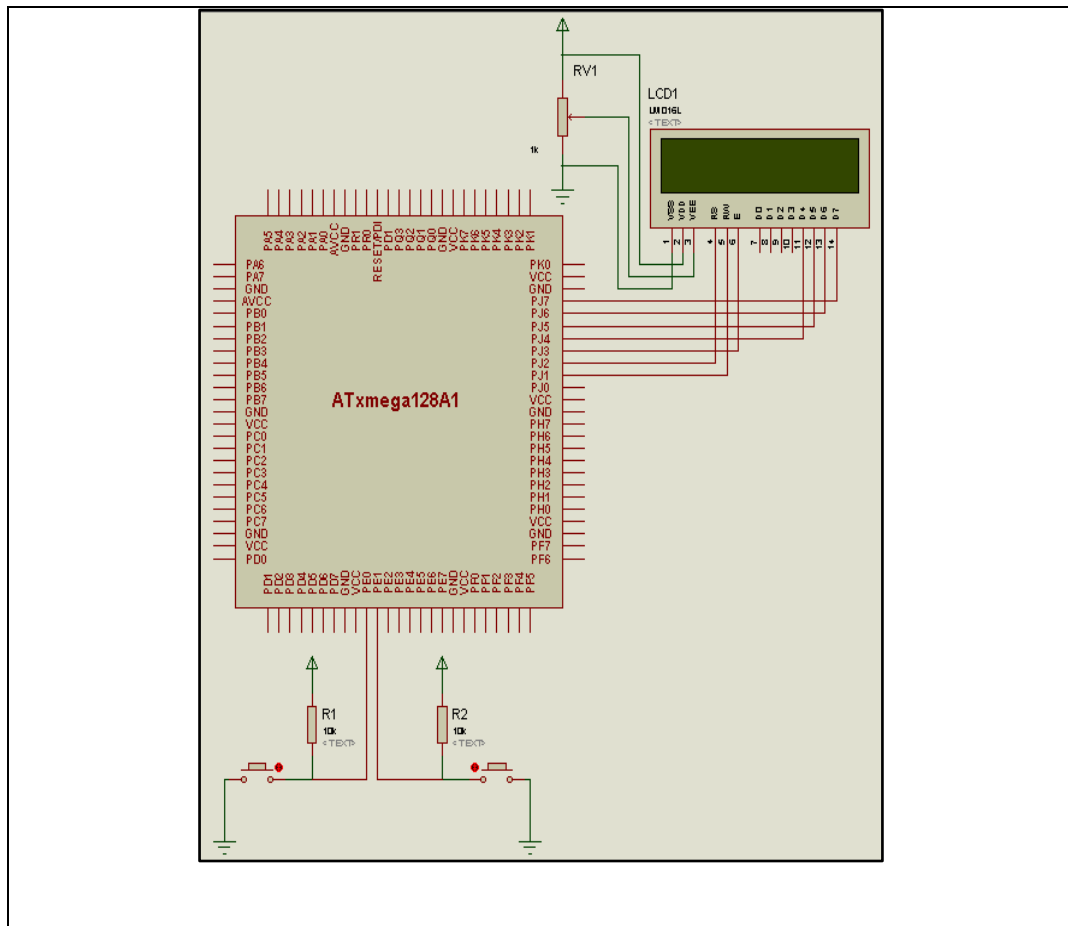 RV1
1k
LCD1
LM016L
<TEXT>
VSS VDD VEE RS RW E D0 D1 D2 D3 D4 D5 D6 D7
1 2 3 4 5 6 7 8 9 10 11 12 13 14
PA5 PA4 PA3 PA2 PA1 PA0 AVCC GND PR1 PR0 RESET/PDI PD1 PQ3 PQ2 PQ1 PQ0 GND VCC PK7 PK6 PK5 PK4 PK3 PK2 PK1
PA6 PK0
PA7 VCC
GND GND
AVCC PJ7
PB0 PJ6
PB1 PJ5
PB2 PJ4
PB3 PJ3
PB4 PJ2
PB5 PJ1
PB6 PJ0
PB7 VCC
ATxmega128A1
GND PH7
VCC PH6
PC0 PH5
PC1 PH4
PC2 PH3
PC3 PH2
PC4 PH1
PC5 PH0
PC6 VCC
PC7 GND
GND
VCC PF7
PD0 PF6
PD1 PD2 PD3 PD4 PD5 PD6 PD7 GND VCC PE0 PE1 PE2 PE3 PE4 PE5 PE6 PE7 GND VCC PF0 PF1 PF2 PF3 PF4 PF5
R1
10k
<TEXT>
R2
10k
<TEXT>